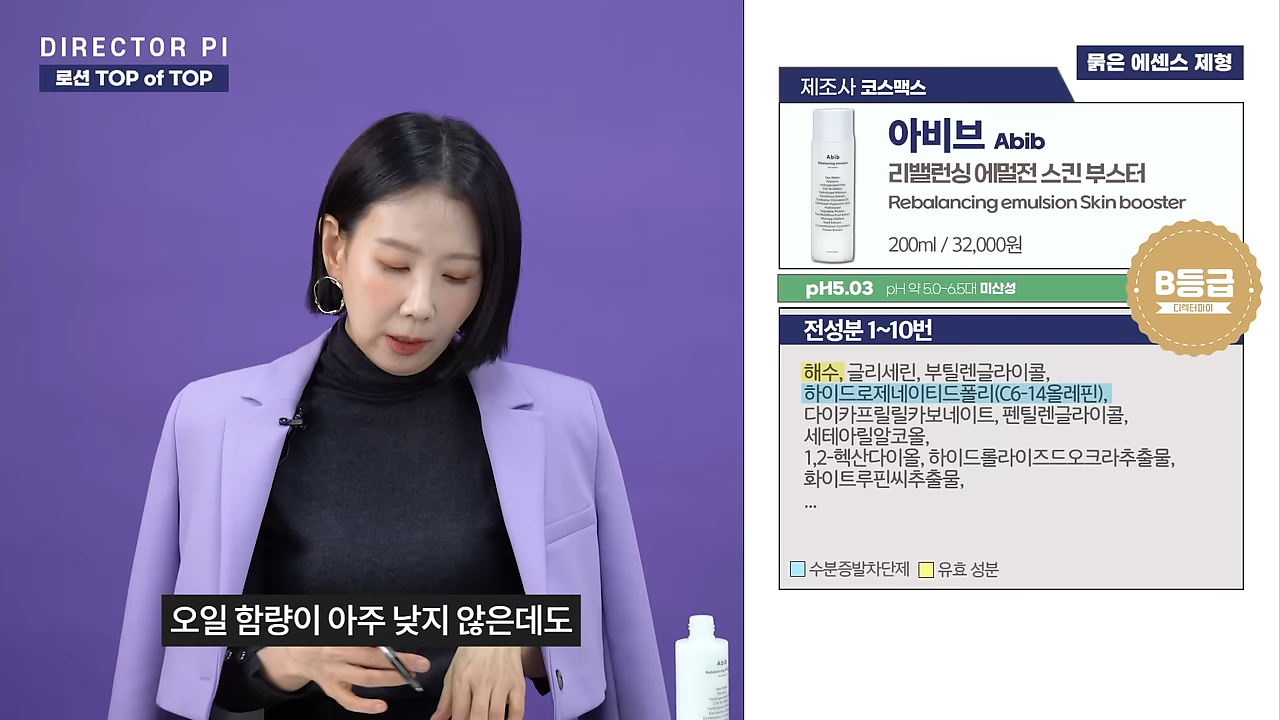 DIRECTOR PI
로션 TOP of TOP
오일 함량이 아주 낮지 않은데도
묽은 에센스 제형
제조사 코스맥스
아비브 Abib
리밸런싱 에멀전 스킨 부스터
Rebalancing emulsion Skin booster
200ml / 32,000원
B등급
디렉터파이
pH5.03 pH 약 5.0~6.5대 미산성
전성분 1~10번
해수, 글리세린, 부틸렌글라이콜,
하이드로제네이티드폴리(C6-14올레핀),
다이카프릴릴카보네이트, 펜틸렌글라이콜,
세테아릴알코올,
1,2-헥산다이올, 하이드롤라이즈드오크라추출물,
화이트루핀씨추출물,
...
수분증발차단제 유효 성분
Abib
Rebalancing emulsion